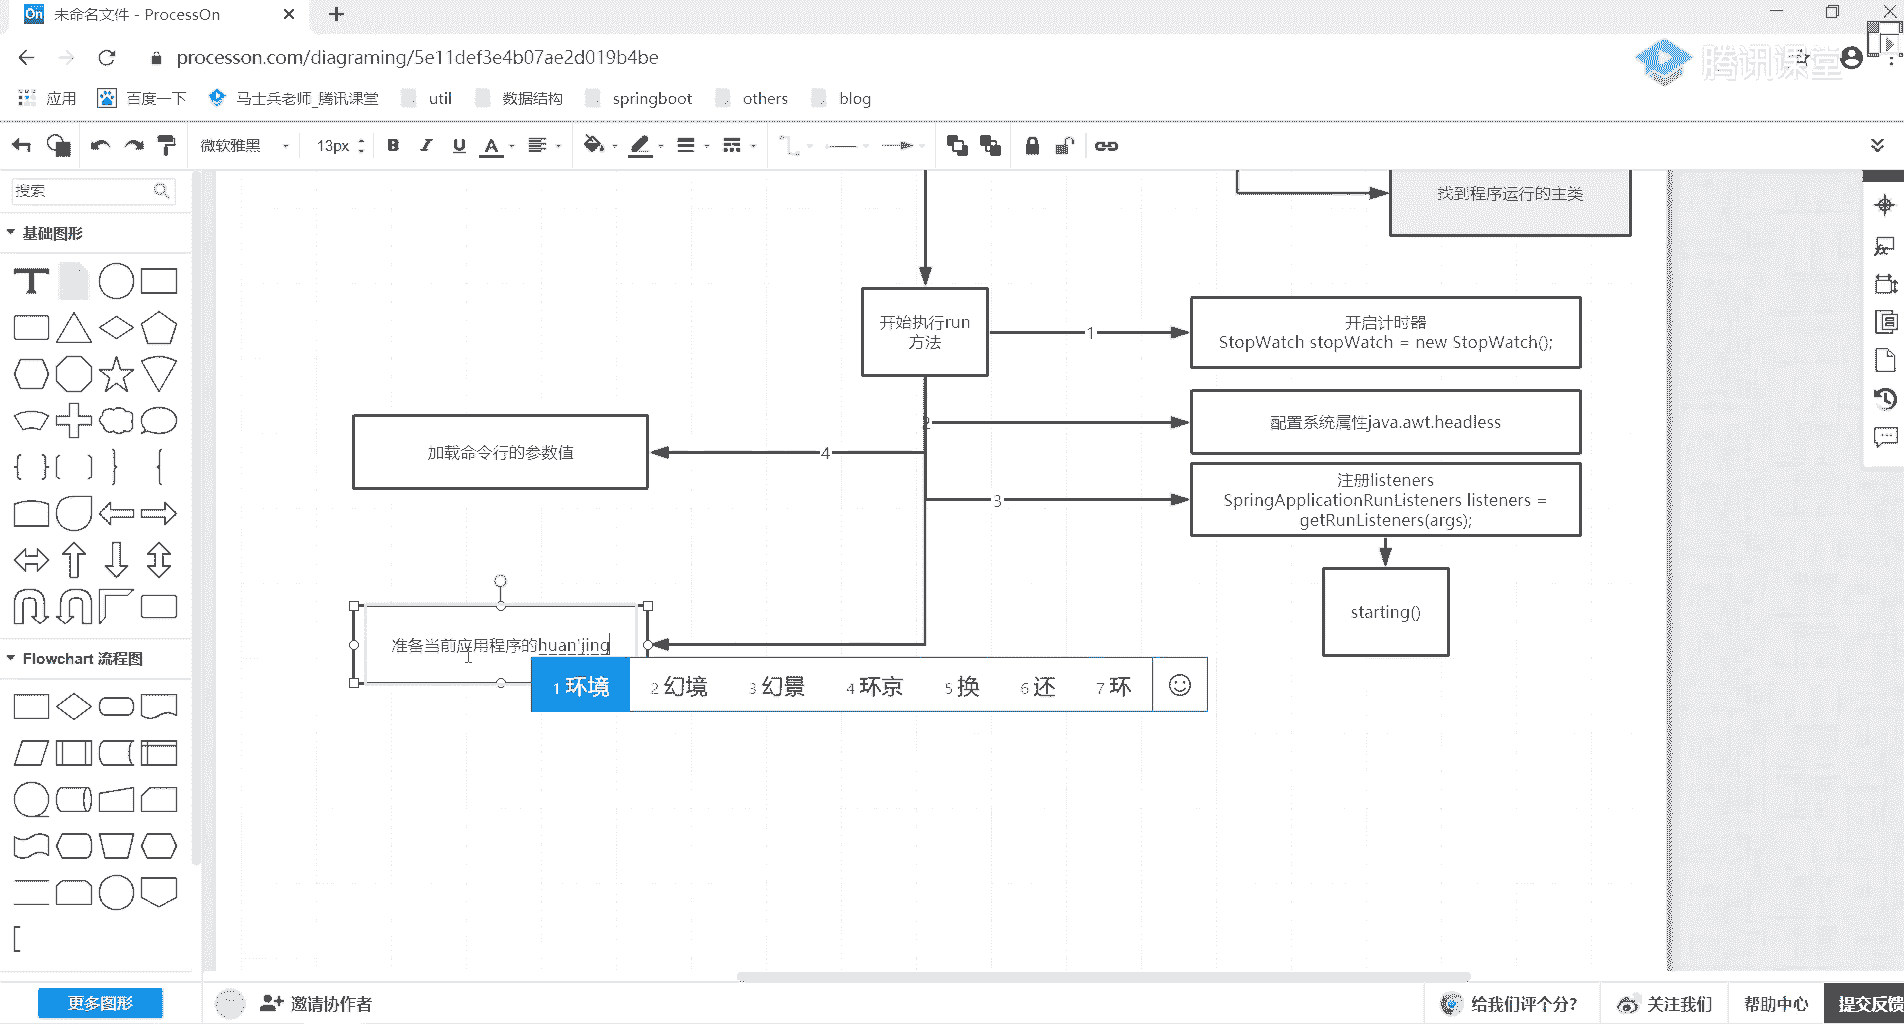 On 未命名文件 - ProcessOn
processon.com/diagraming/5e11def3e4b07ae2d019b4be
腾讯课堂
应用 百度一下 马士兵老师_腾讯课堂 util 数据结构 springboot others blog
微软雅黑 13px B I U A
搜索
基础图形
T
Flowchart 流程图
更多图形
找到程序运行的主类
开始执行run
方法
1
开启计时器
StopWatch stopWatch = new StopWatch();
2
配置系统属性java.awt.headless
4
加载命令行的参数值
3
注册listeners
SpringApplicationRunListeners listeners =
getRunListeners(args);
starting()
准备当前应用程序的huan'jing
1 环境 2 幻境 3 幻景 4 环京 5 换 6 还 7 环
邀请协作者
给我们评个分?
关注我们
帮助中心
提交反馈